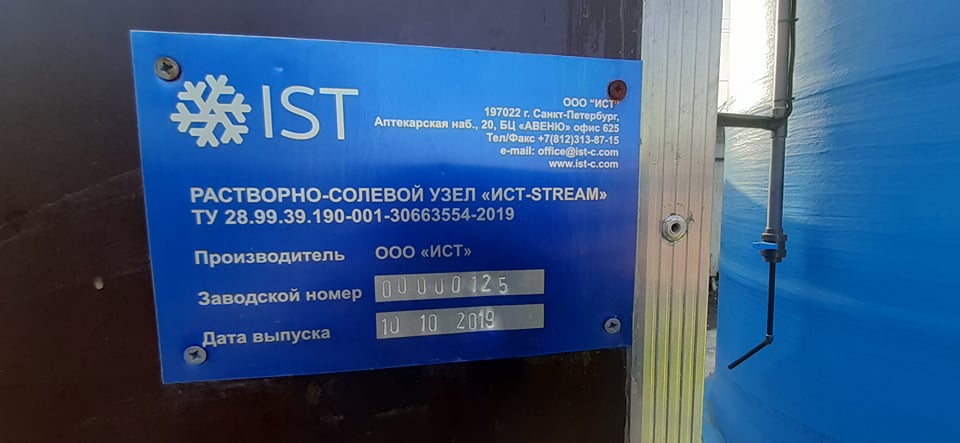 IST
ООО "ИСТ"
197022 г. Санкт-Петербург,
Аптекарская наб., 20, БЦ «АВЕНЮ» офис 625
Тел/Факс +7(812)313-87-15
e-mail: office@ist-c.com
www.ist-c.com
РАСТВОРНО-СОЛЕВОЙ УЗЕЛ «ИСТ-STREAM»
ТУ 28.99.39.190-001-30663554-2019
Производитель ООО «ИСТ»
Заводской номер 00000125
Дата выпуска 10 10 2019